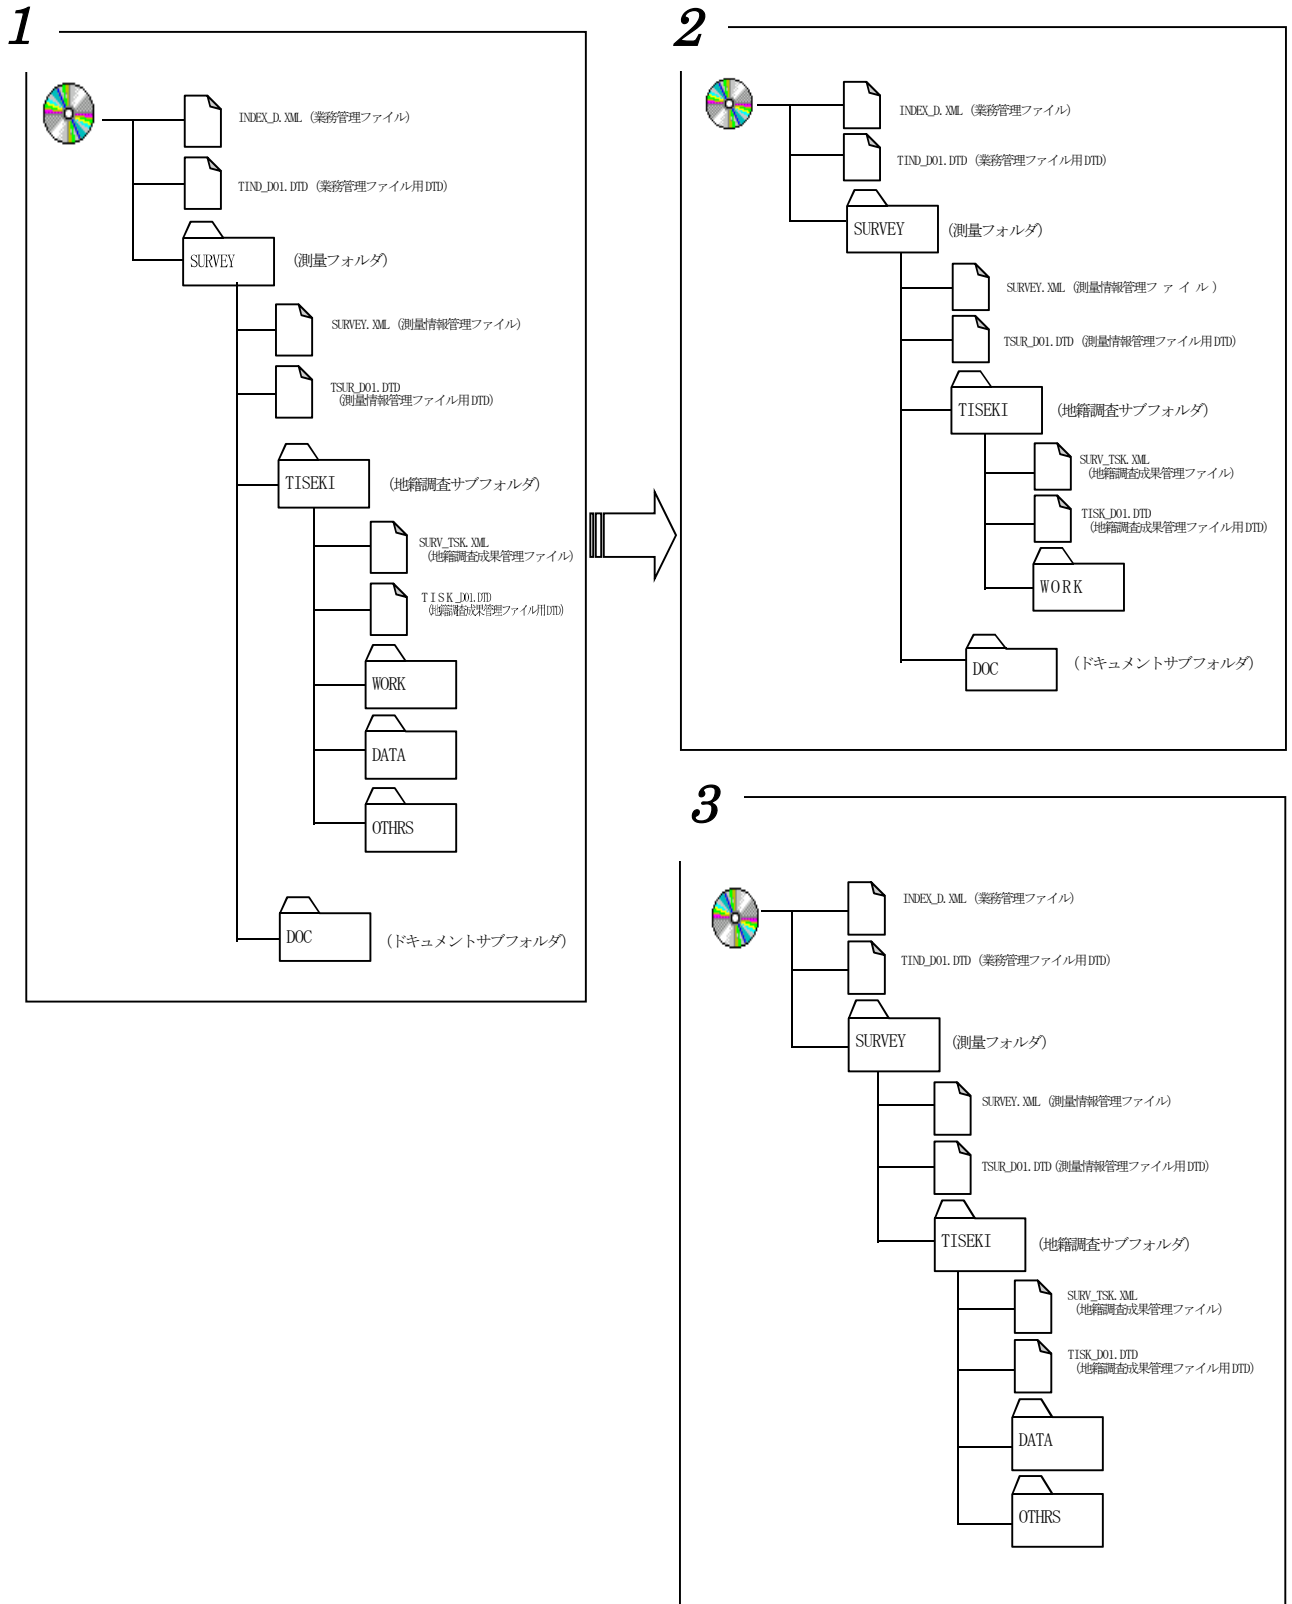 1
INDEX_D.XML (業務管理ファイル)
TIND_D01.DTD (業務管理ファイル用DTD)
SURVEY
(測量フォルダ)
SURVEY.XML (測量情報管理ファイル)
TSUR_D01.DTD
(測量情報管理ファイル用DTD)
TISEKI
(地籍調査サブフォルダ)
SURV_TSK.XML
(地籍調査成果管理ファイル)
TISK_D01.DTD
(地籍調査成果管理ファイル用DTD)
WORK
DATA
OTHRS
DOC
(ドキュメントサブフォルダ)
2
INDEX_D.XML (業務管理ファイル)
TIND_D01.DTD (業務管理ファイル用DTD)
SURVEY
(測量フォルダ)
SURVEY.XML (測量情報管理ファイル)
TSUR_D01.DTD (測量情報管理ファイル用DTD)
TISEKI
(地籍調査サブフォルダ)
SURV_TSK.XML
(地籍調査成果管理ファイル)
TISK_D01.DTD
(地籍調査成果管理ファイル用DTD)
WORK
DOC
(ドキュメントサブフォルダ)
3
INDEX_D.XML (業務管理ファイル)
TIND_D01.DTD (業務管理ファイル用DTD)
SURVEY
(測量フォルダ)
SURVEY.XML (測量情報管理ファイル)
TSUR_D01.DTD (測量情報管理ファイル用DTD)
TISEKI
(地籍調査サブフォルダ)
SURV_TSK.XML
(地籍調査成果管理ファイル)
TISK_D01.DTD
(地籍調査成果管理ファイル用DTD)
DATA
OTHRS